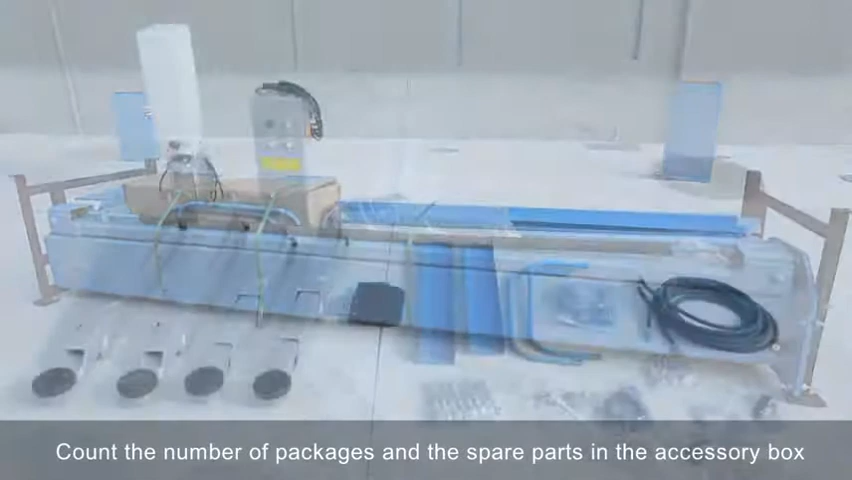 Count the number of packages and the spare parts in the accessory box